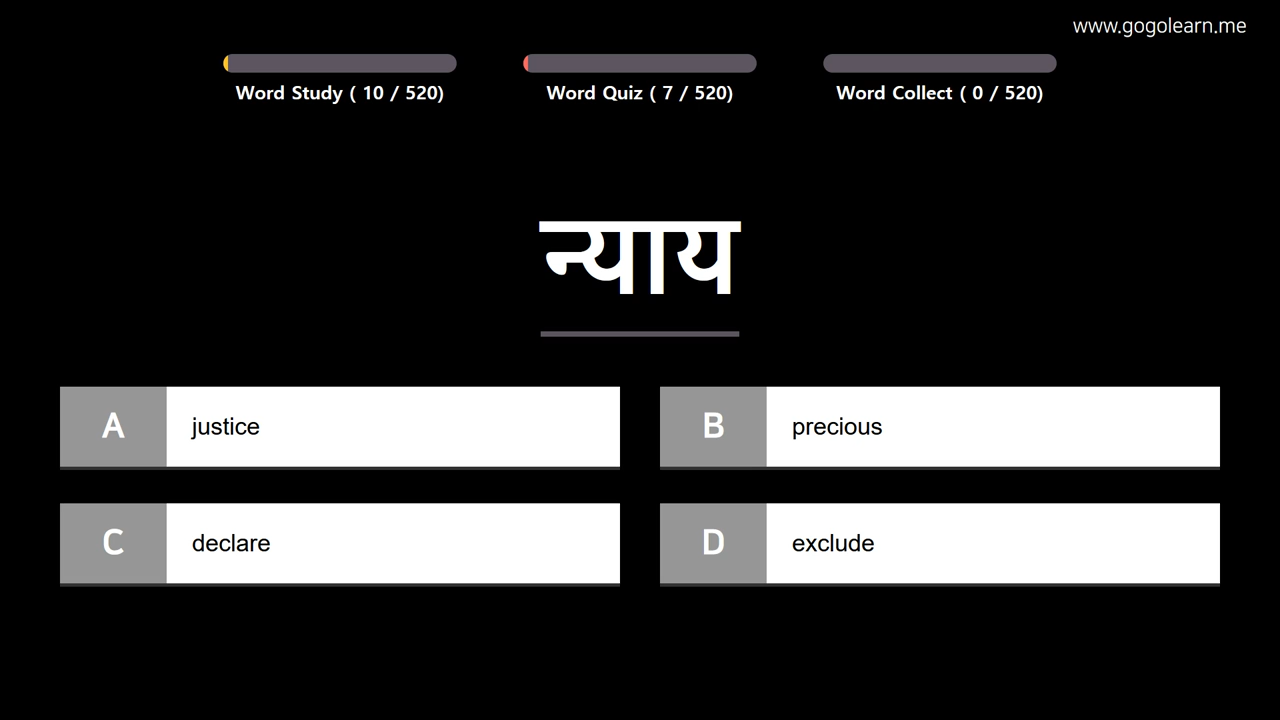 www.gogolearn.me
Word Study ( 10 / 520)
Word Quiz ( 7 / 520)
Word Collect ( 0 / 520)
न्याय
A justice
B precious
C declare
D exclude